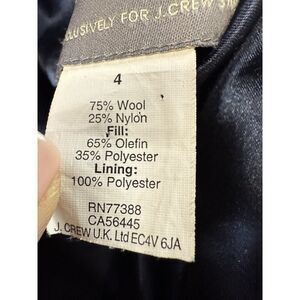 CLUSIVELY FOR J.CREW
4
75% Wool
25% Nylon
Fill:
65% Olefin
35% Polyester
Lining:
100% Polyester
RN77388
CA56445
J. CREW U.K. Ltd EC4V 6JA